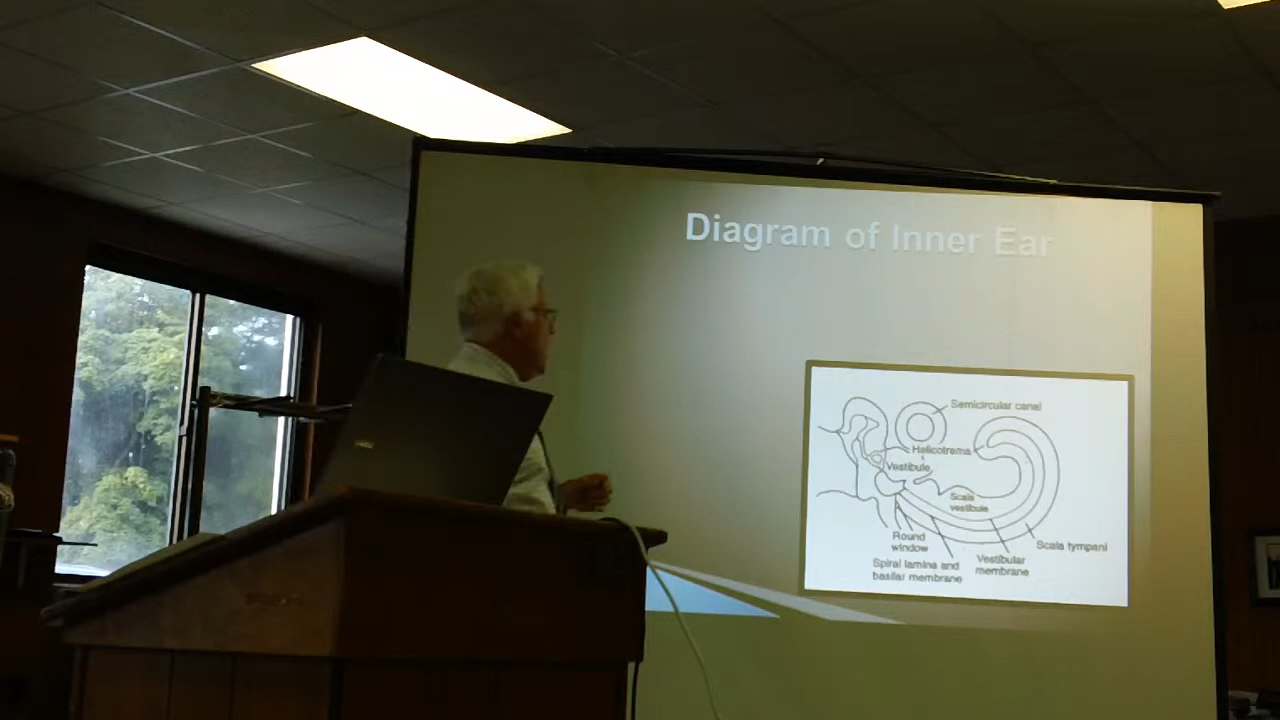 Diagram of Inner Ear
Semicircular canal
Helicotrema
Vestibule
Scala
vestibule
Round
window
Scala tympani
Spiral lamina and
basilar membrane
Vestibular
membrane